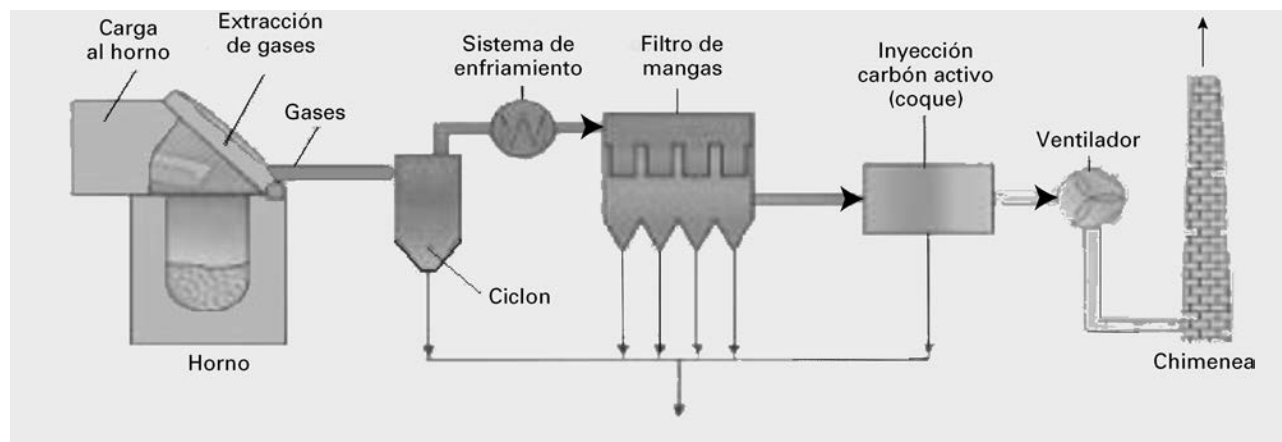 Carga
al horno
Extracción
de gases
Gases
Sistema de
enfriamiento
Filtro de
mangas
Inyección
carbón activo
(coque)
Ventilador
Ciclon
Horno
Chimenea